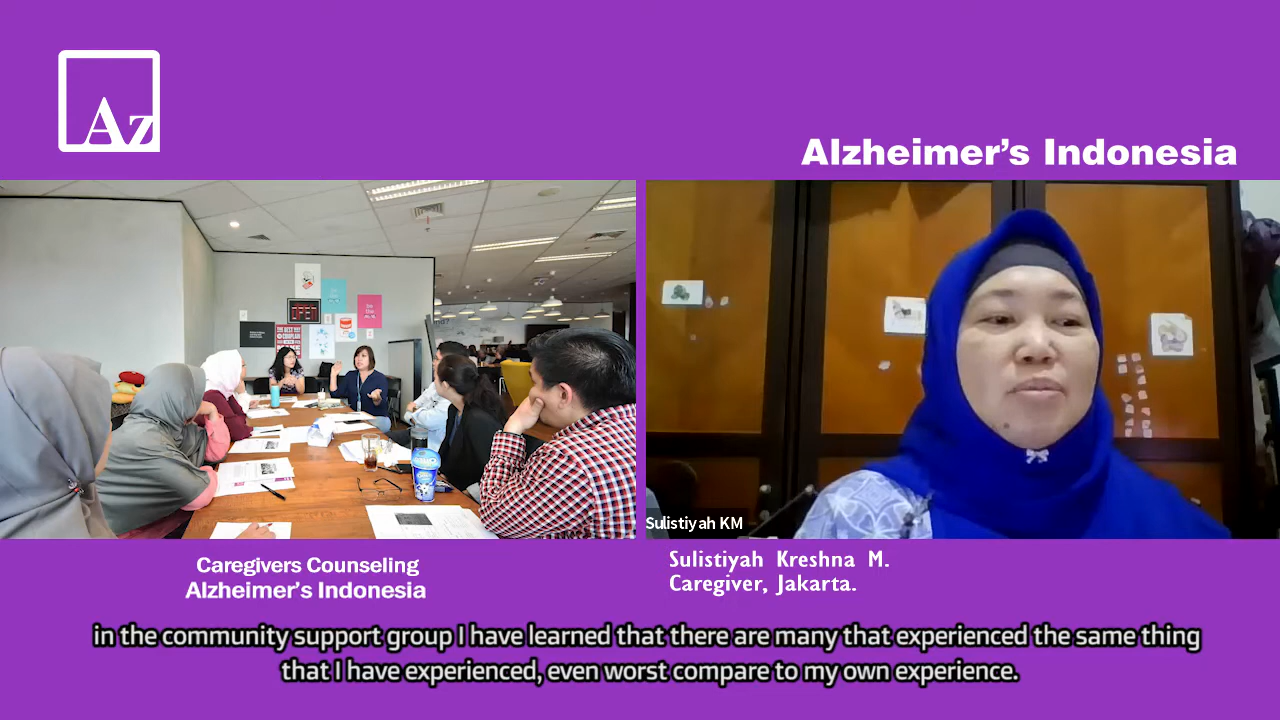 Az
Alzheimer's Indonesia
Sulistiyah KM
Caregivers Counseling
Alzheimer's Indonesia
Sulistiyah Kreshna M.
Caregiver, Jakarta.
in the community support group I have learned that there are many that experienced the same thing
that I have experienced, even worst compare to my own experience.